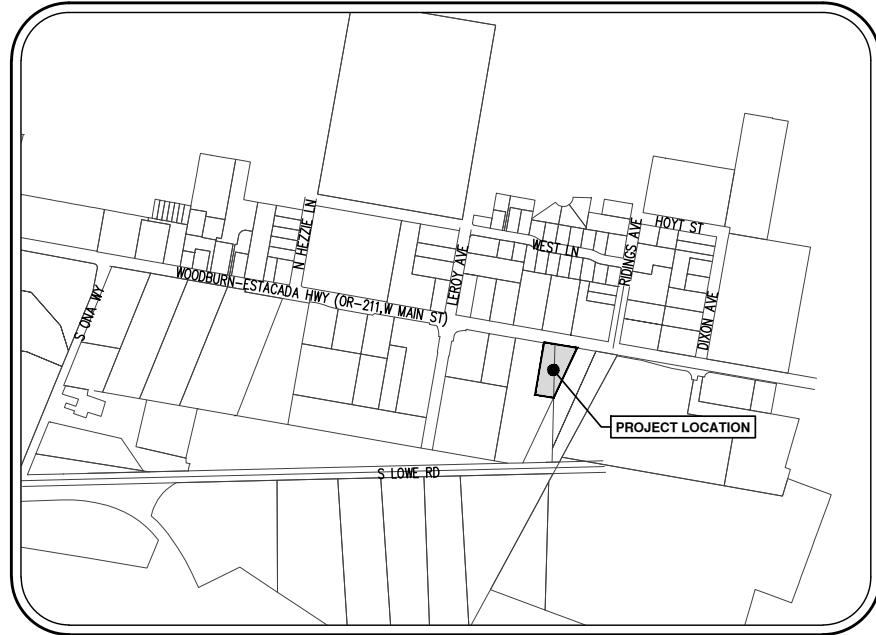 HOYT ST
N HEZZIE LN
WEST LN
RIDINGS AVE
LEROY AVE
WOODBURN-ESTACADA HWY (OR-211,W MAIN ST)
S ONA WY
DIXON AVE
PROJECT LOCATION
S LOWE RD